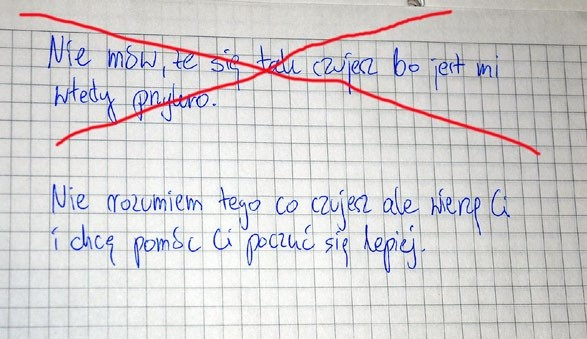 Nie mów, że się tak czujesz bo jest mi
wtedy przykro.
Nie rozumiem tego co czujesz ale wierzę Ci
i chcę pomóc Ci poczuć się lepiej.